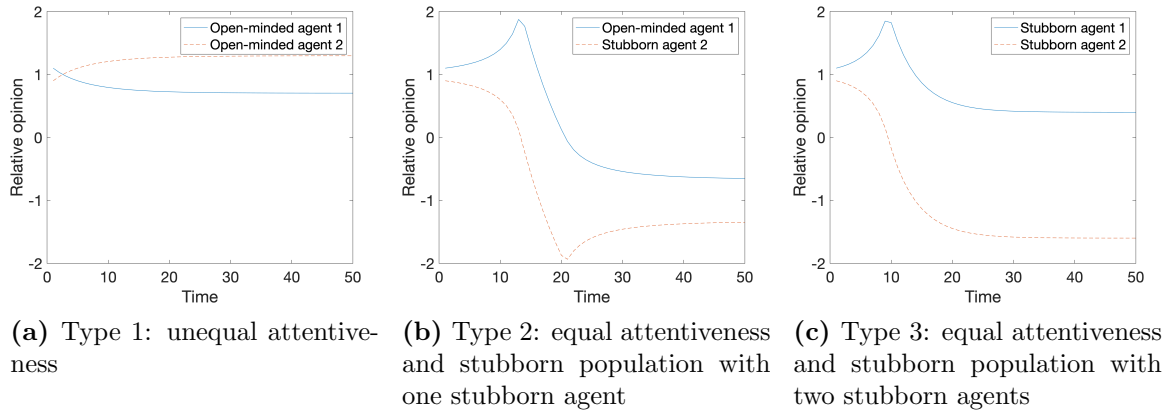 Open-minded agent 1
Open-minded agent 2
Relative opinion
2
1
0
-1
-2
0 10 20 30 40 50
Time
(a) Type 1: unequal attentive-
ness
Open-minded agent 1
Stubborn agent 2
Relative opinion
2
1
0
-1
-2
0 10 20 30 40 50
Time
(b) Type 2: equal attentiveness
and stubborn population with
one stubborn agent
Stubborn agent 1
Stubborn agent 2
Relative opinion
2
1
0
-1
-2
0 10 20 30 40 50
Time
(c) Type 3: equal attentiveness
and stubborn population with
two stubborn agents